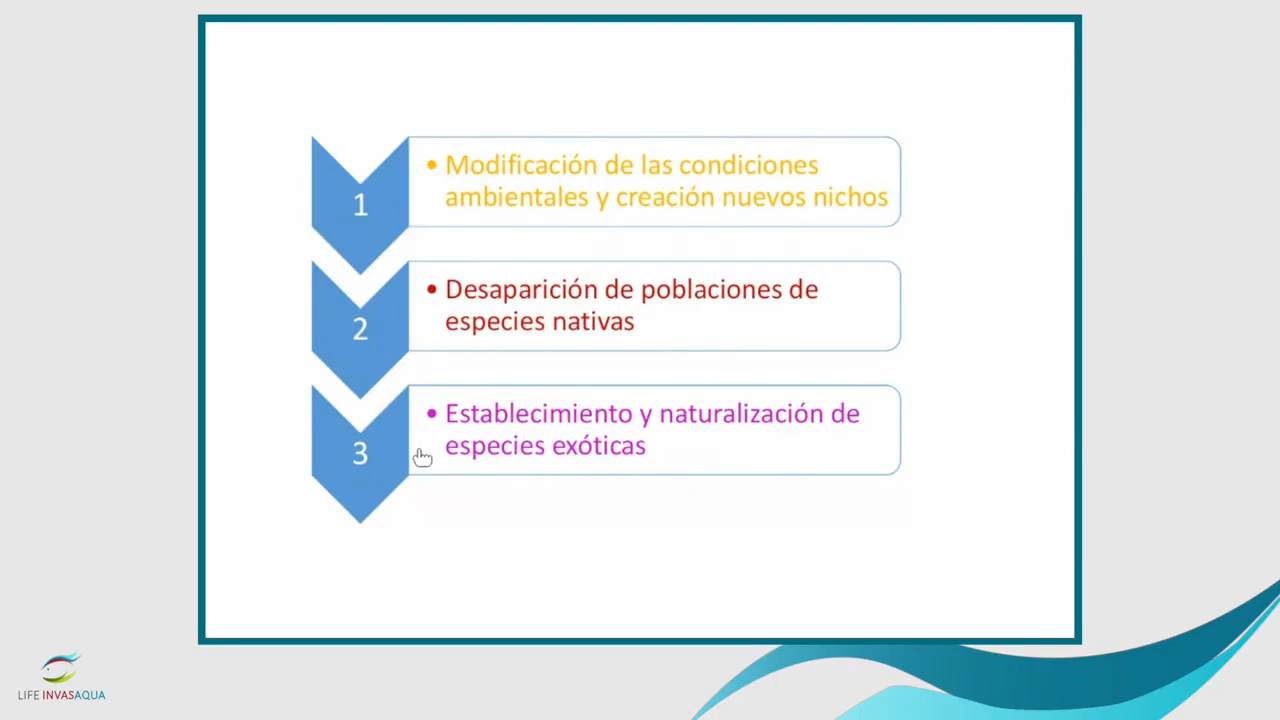 1
• Modificación de las condiciones
ambientales y creación nuevos nichos
2
• Desaparición de poblaciones de
especies nativas
3
• Establecimiento y naturalización de
especies exóticas
LIFE INVASAQUA